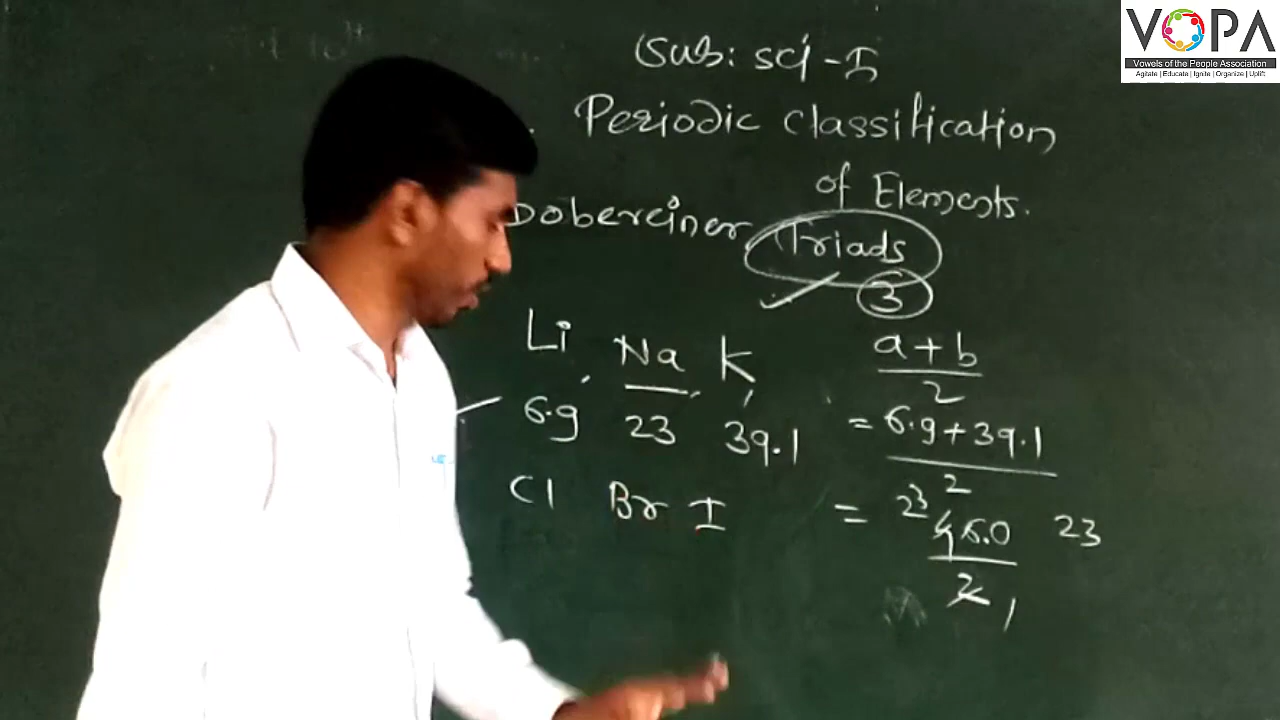 VOPA
Vowels of the People Association
Agitate | Educate | Ignite | Organize | Uplift
Sub: sci - I
Periodic classification
of Elements.
Dobereiner Triads
3
Li Na K
6.9 23 39.1
Cl Br I
a + b
2
= 6.9 + 39.1
2
= 23 46.0 23
2 1